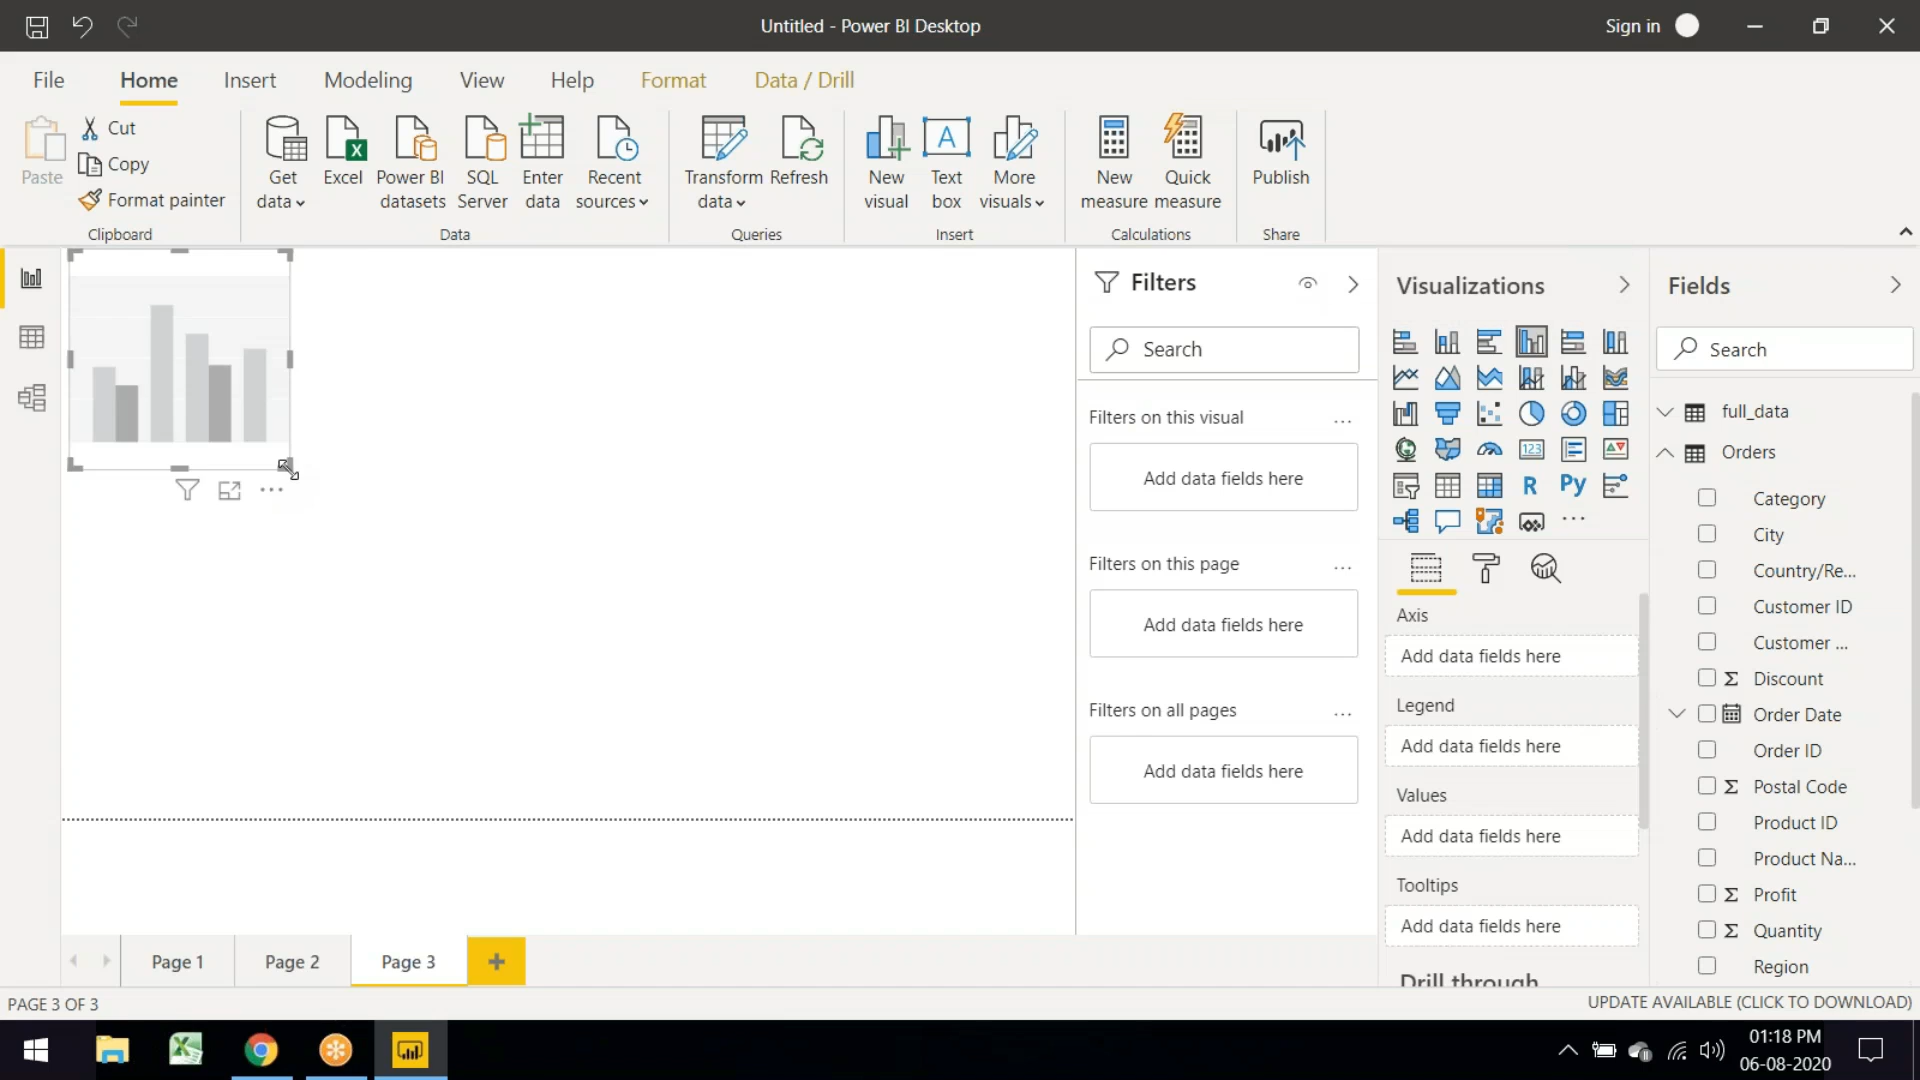 Untitled - Power BI Desktop
Sign in
File Home Insert Modeling View Help Format Data / Drill
Paste
Cut
Copy
Format painter
Clipboard
Get data
Excel
Power BI datasets
SQL Server
Enter data
Recent sources
Data
Transform data
Refresh
Queries
New visual
Text box
More visuals
Insert
New measure
Quick measure
Calculations
Publish
Share
Filters
Search
Filters on this visual ...
Add data fields here
Filters on this page ...
Add data fields here
Filters on all pages ...
Add data fields here
Visualizations
123
R
Py
Axis
Add data fields here
Legend
Add data fields here
Values
Add data fields here
Tooltips
Add data fields here
Drill through
Fields
Search
full_data
Orders
Category
City
Country/Re...
Customer ID
Customer ...
Σ Discount
Order Date
Order ID
Σ Postal Code
Product ID
Product Na...
Σ Profit
Σ Quantity
Region
Page 1 Page 2 Page 3 +
PAGE 3 OF 3
UPDATE AVAILABLE (CLICK TO DOWNLOAD)
01:18 PM
06-08-2020